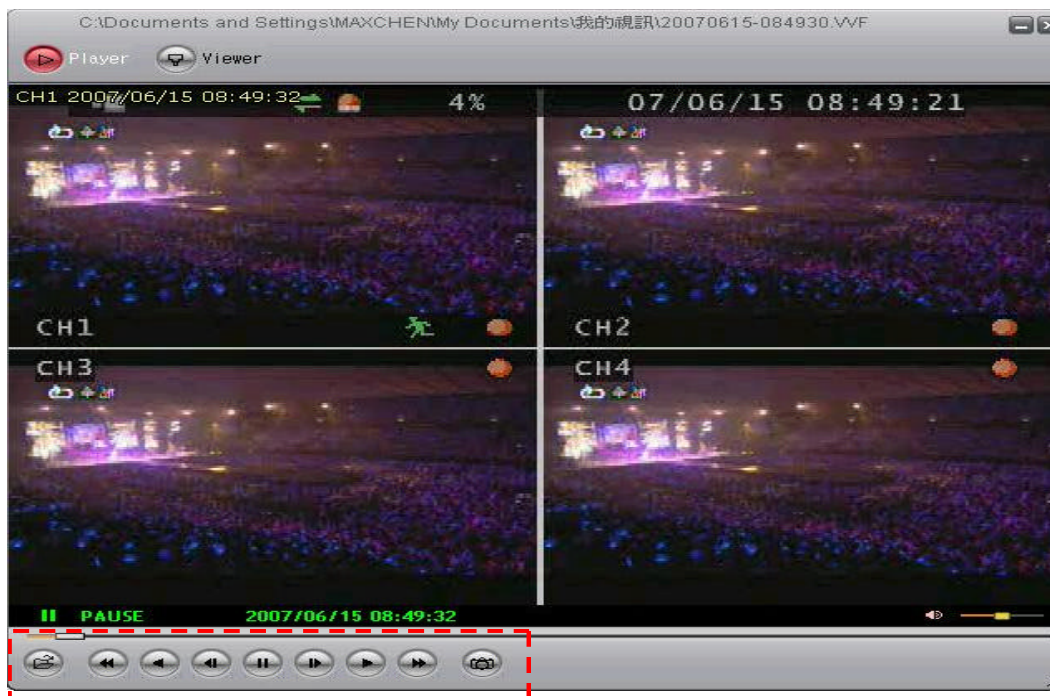 C:\Documents and Settings\MAXCHEN\My Documents\我的視訊\20070615-084930.VVF
Player
Viewer
CH1 2007/06/15 08:49:32
4%
07/06/15 08:49:21
CH1
CH2
CH3
CH4
PAUSE
2007/06/15 08:49:32